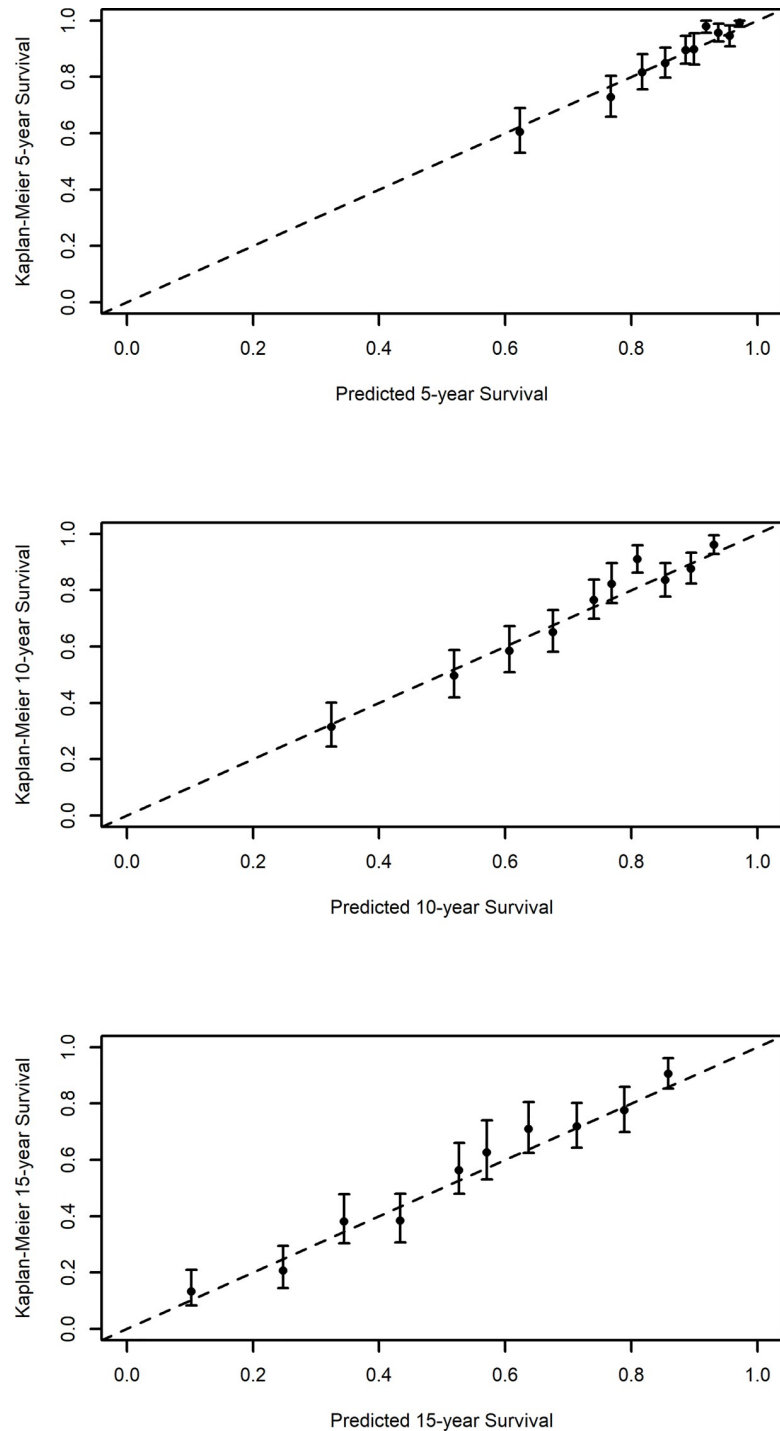 Kaplan-Meier 5-year Survival
1.0
0.8
0.6
0.4
0.2
0.0
0.0 0.2 0.4 0.6 0.8 1.0
Predicted 5-year Survival
Kaplan-Meier 10-year Survival
1.0
0.8
0.6
0.4
0.2
0.0
0.0 0.2 0.4 0.6 0.8 1.0
Predicted 10-year Survival
Kaplan-Meier 15-year Survival
1.0
0.8
0.6
0.4
0.2
0.0
0.0 0.2 0.4 0.6 0.8 1.0
Predicted 15-year Survival